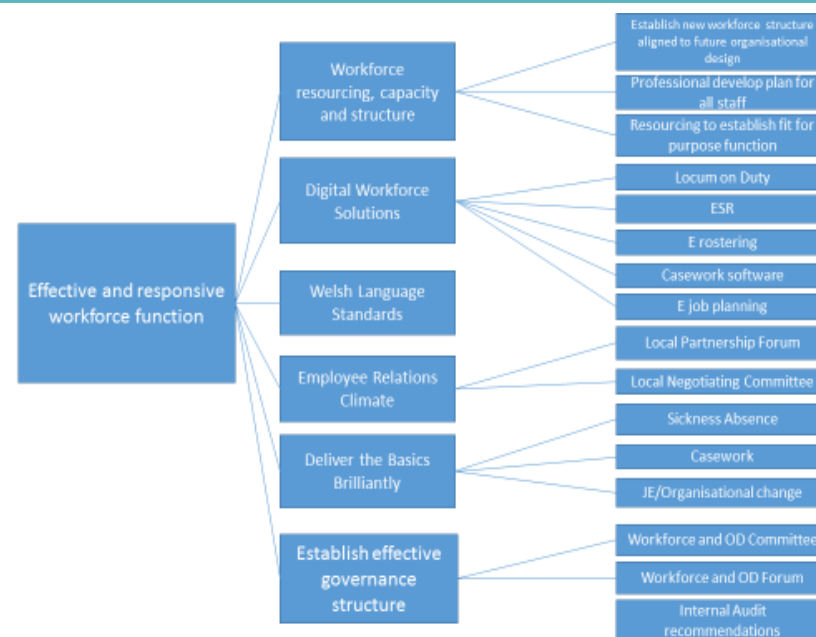 Effective and responsive
workforce function
Workforce
resourcing, capacity
and structure
Establish new workforce structure
aligned to future organisational
design
Professional develop plan for
all staff
Resourcing to establish fit for
purpose function
Digital Workforce
Solutions
Locum on Duty
ESR
E rostering
Casework software
E job planning
Welsh Language
Standards
Employee Relations
Climate
Local Partnership Forum
Local Negotiating Committee
Deliver the Basics
Brilliantly
Sickness Absence
Casework
JE/Organisational change
Establish effective
governance
structure
Workforce and OD Committee
Workforce and OD Forum
Internal Audit
recommendations